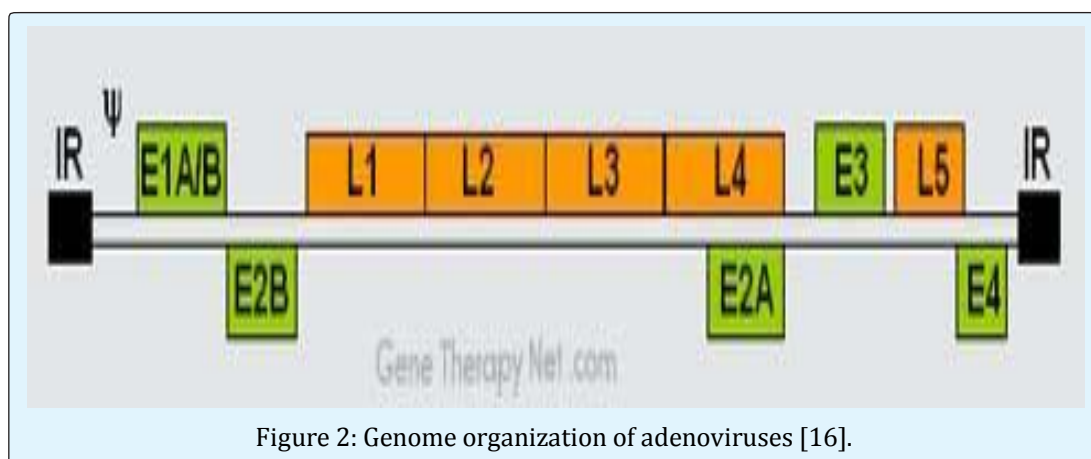 ψ
IR E1A/B L1 L2 L3 L4 E3 L5 IR
E2B E2A E4
Gene Therapy Net .com
Figure 2: Genome organization of adenoviruses [16].